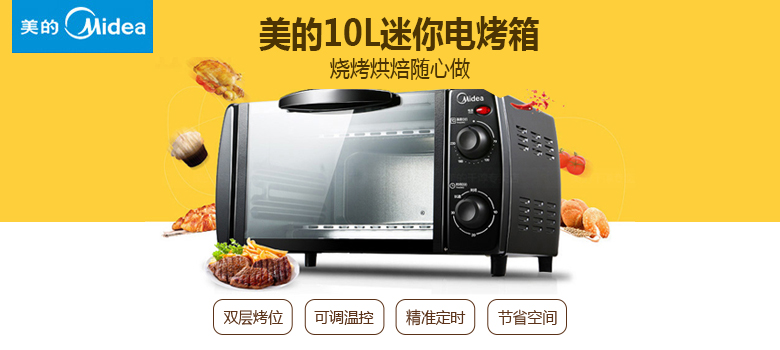 美的 Midea
美的10L迷你电烤箱
烧烤烘焙随心做
Midea
双层烤位
可调温控
精准定时
节省空间